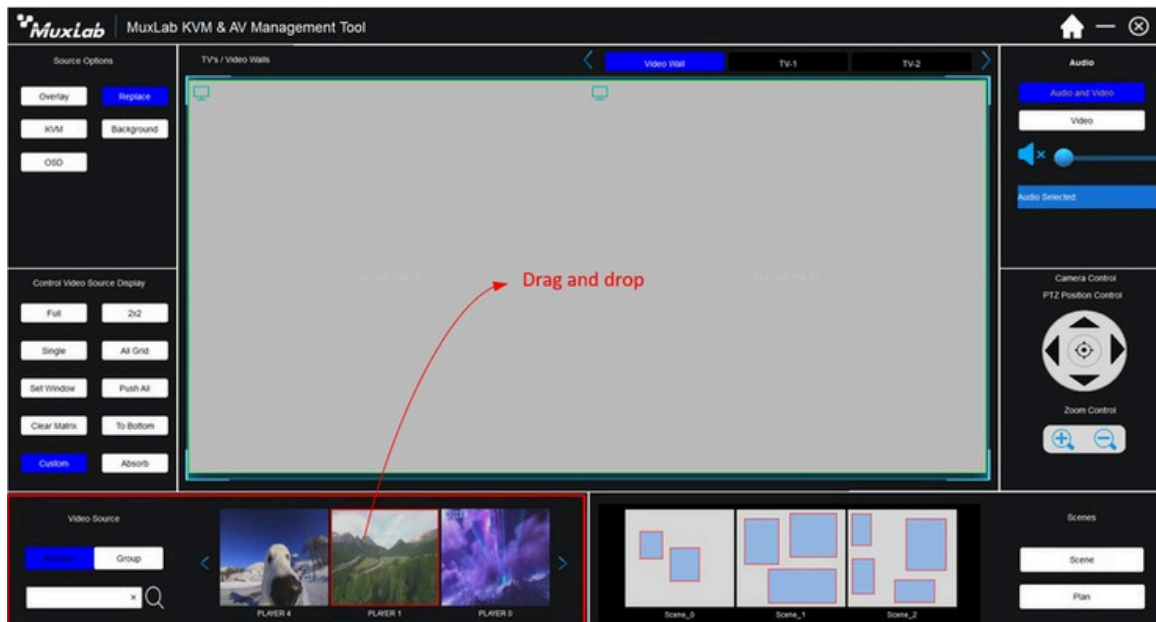 MuxLab MuxLab KVM & AV Management Tool
Source Options
Overlay Replace
KVM Background
OSD
TV's / Video Walls
Video Wall TV-1 TV-2
Audio
Audio and Video
Video
Audio Selected
Drag and drop
Control Video Source Display
Full 2x2
Single All Grid
Set Window Push All
Clear Matrix To Bottom
Custom Absorb
Camera Control
PTZ Position Control
Zoom Control
Video Source
Group
PLAYER 4 PLAYER 1 PLAYER 0
Scene_0 Scene_1 Scene_2
Scenes
Scene
Plan